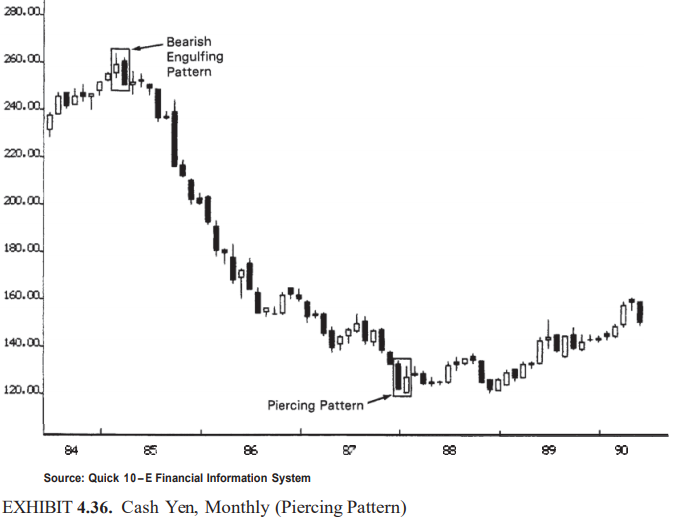 280.00
260.00
240.00
220.00
200.00
180.00
160.00
140.00
120.00
Bearish
Engulfing
Pattern
Piercing Pattern
84 85 86 87 88 89 90
Source: Quick 10-E Financial Information System
EXHIBIT 4.36. Cash Yen, Monthly (Piercing Pattern)